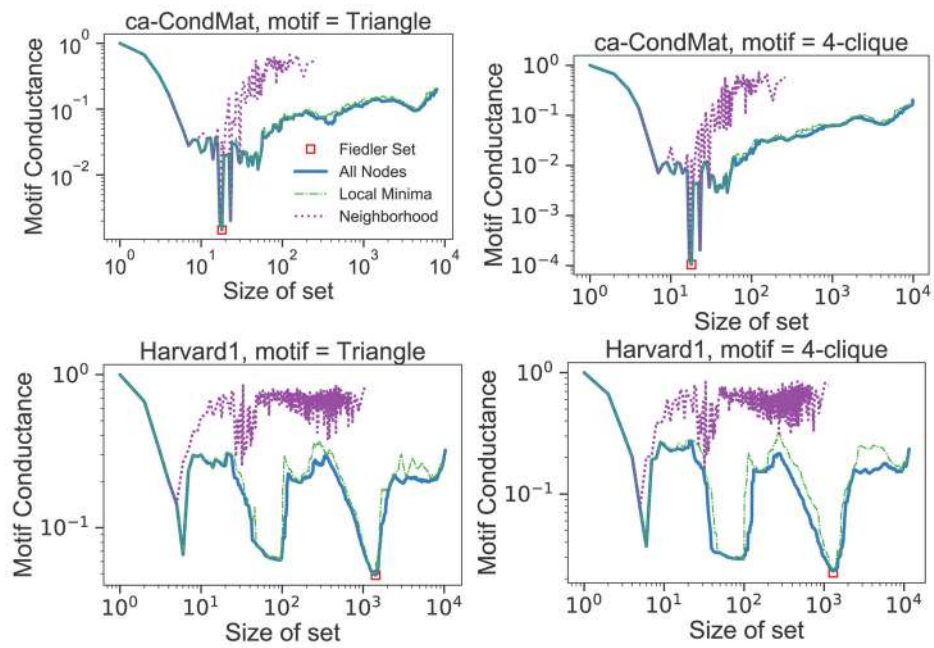 ca-CondMat, motif = Triangle
Motif Conductance
10^0
10^-1
10^-2
Fiedler Set
All Nodes
Local Minima
Neighborhood
10^0 10^1 10^2 10^3 10^4
Size of set
ca-CondMat, motif = 4-clique
Motif Conductance
10^0
10^-1
10^-2
10^-3
10^-4
10^0 10^1 10^2 10^3 10^4
Size of set
Harvard1, motif = Triangle
Motif Conductance
10^0
10^-1
10^0 10^1 10^2 10^3 10^4
Size of set
Harvard1, motif = 4-clique
Motif Conductance
10^0
10^-1
10^0 10^1 10^2 10^3 10^4
Size of set